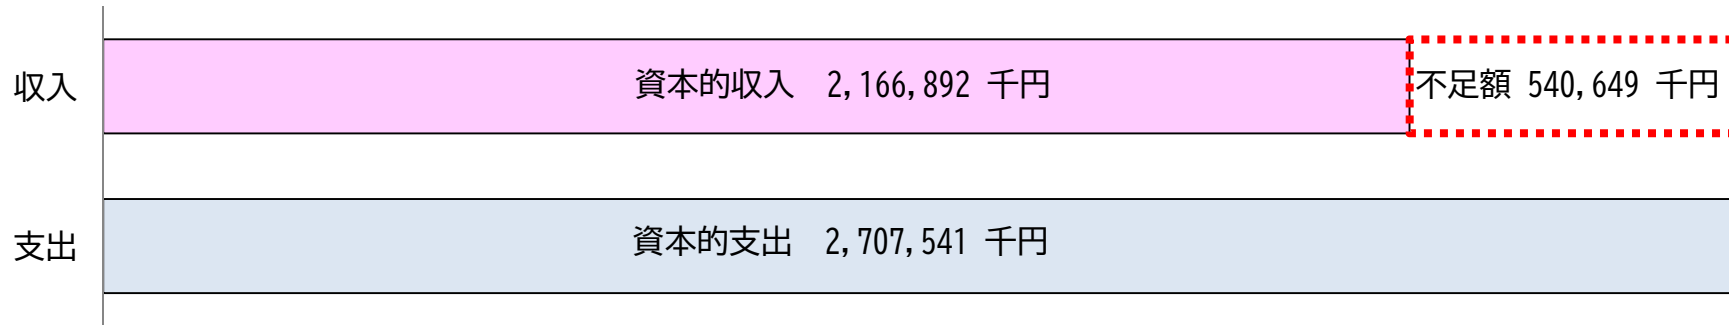 収入 資本的収入 2,166,892 千円 不足額 540,649 千円
支出 資本的支出 2,707,541 千円